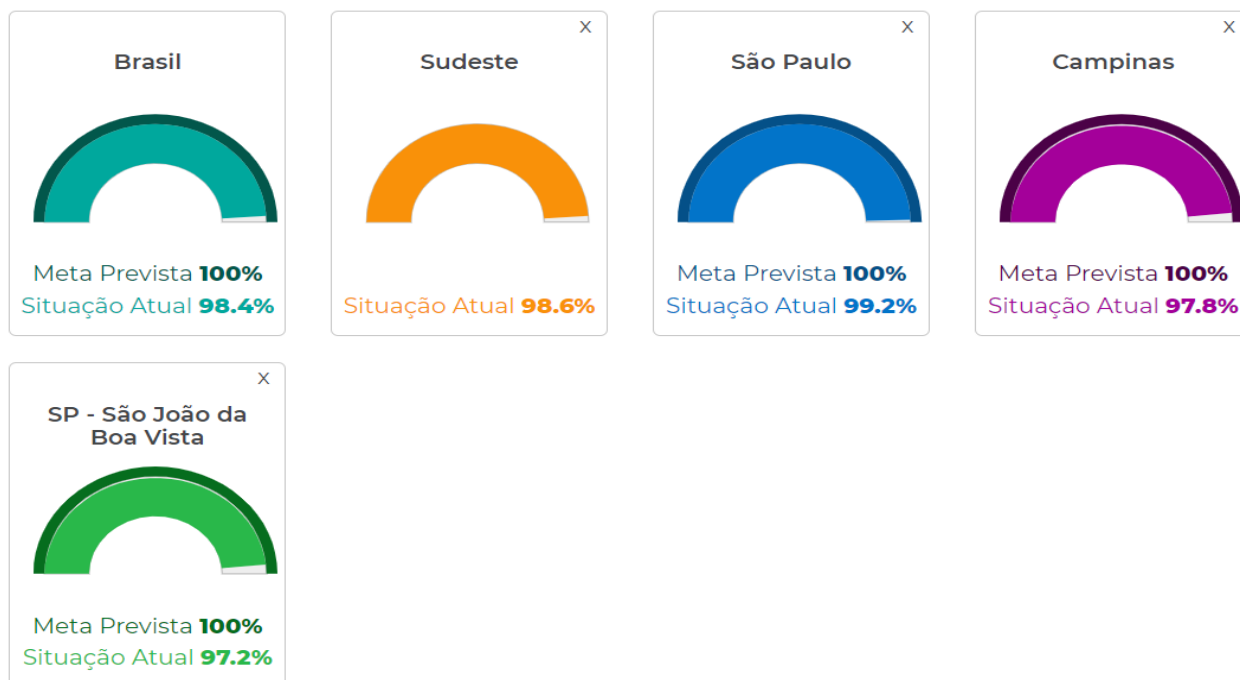 Brasil
Meta Prevista 100%
Situação Atual 98.4%
X
Sudeste
Situação Atual 98.6%
X
São Paulo
Meta Prevista 100%
Situação Atual 99.2%
X
Campinas
Meta Prevista 100%
Situação Atual 97.8%
X
SP - São João da
Boa Vista
Meta Prevista 100%
Situação Atual 97.2%